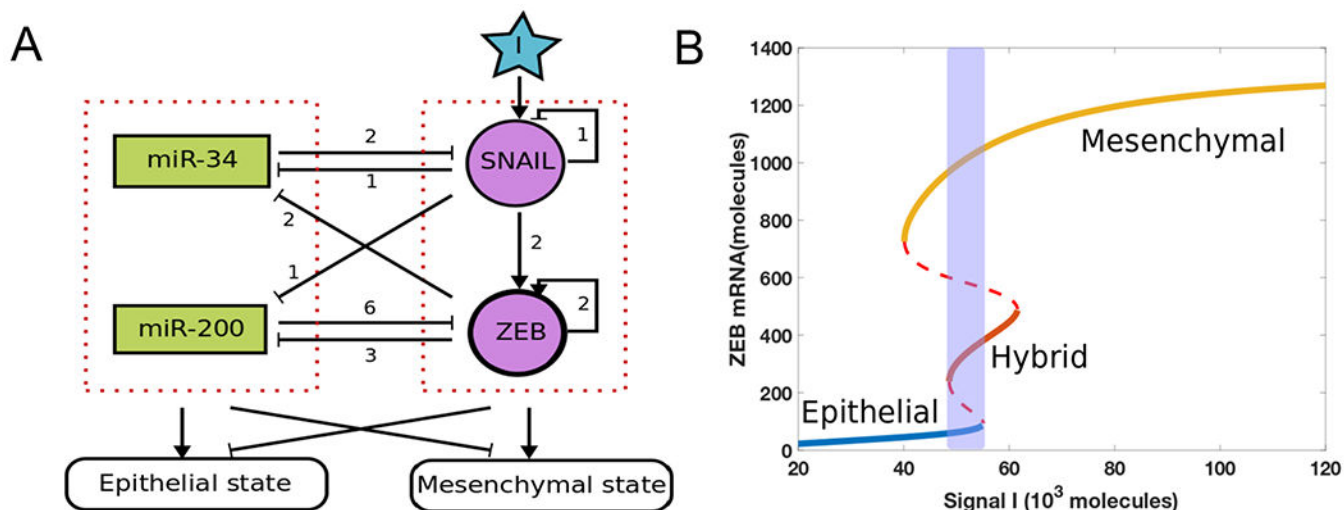 A
I
miR-34
2
1
SNAIL
1
2
1
2
miR-200
6
3
ZEB
2
Epithelial state
Mesenchymal state
B
1400
1200
1000
800
600
400
200
0
ZEB mRNA(molecules)
Mesenchymal
Hybrid
Epithelial
20 40 60 80 100 120
Signal I (10³ molecules)